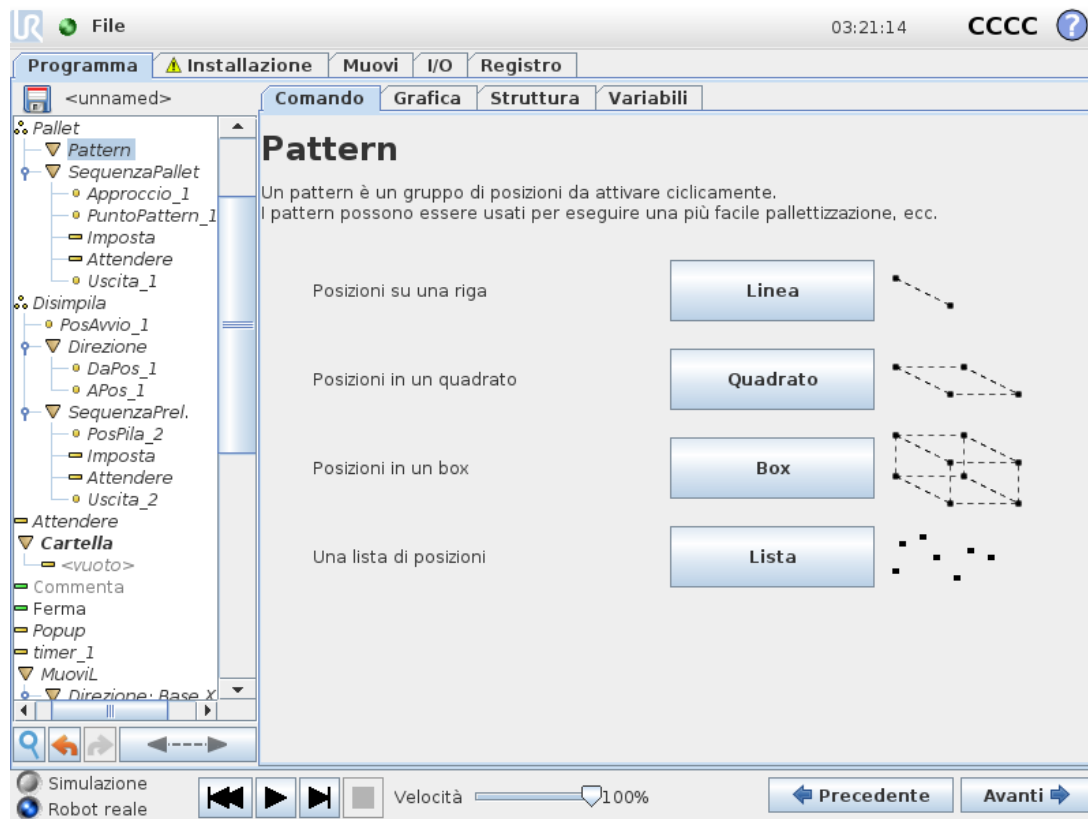 UR File 03:21:14 CCCC ?
Programma Installazione Muovi I/O Registro
<unnamed>
Comando Grafica Struttura Variabili
Pallet
Pattern
SequenzaPallet
Approccio_1
PuntoPattern_1
Imposta
Attendere
Uscita_1
Disimpila
PosAvvio_1
Direzione
DaPos_1
APos_1
SequenzaPrel.
PosPila_2
Imposta
Attendere
Uscita_2
Attendere
Cartella
<vuoto>
Commenta
Ferma
Popup
timer_1
MuoviL
Direzione: Base X
Pattern
Un pattern è un gruppo di posizioni da attivare ciclicamente.
I pattern possono essere usati per eseguire una più facile pallettizzazione, ecc.
Posizioni su una riga Linea
Posizioni in un quadrato Quadrato
Posizioni in un box Box
Una lista di posizioni Lista
Simulazione
Robot reale
Velocità 100%
Precedente Avanti